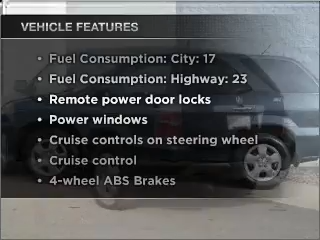 VEHICLE FEATURES
• Fuel Consumption: City: 17
• Fuel Consumption: Highway: 23
• Remote power door locks
• Power windows
• Cruise controls on steering wheel
• Cruise control
• 4-wheel ABS Brakes